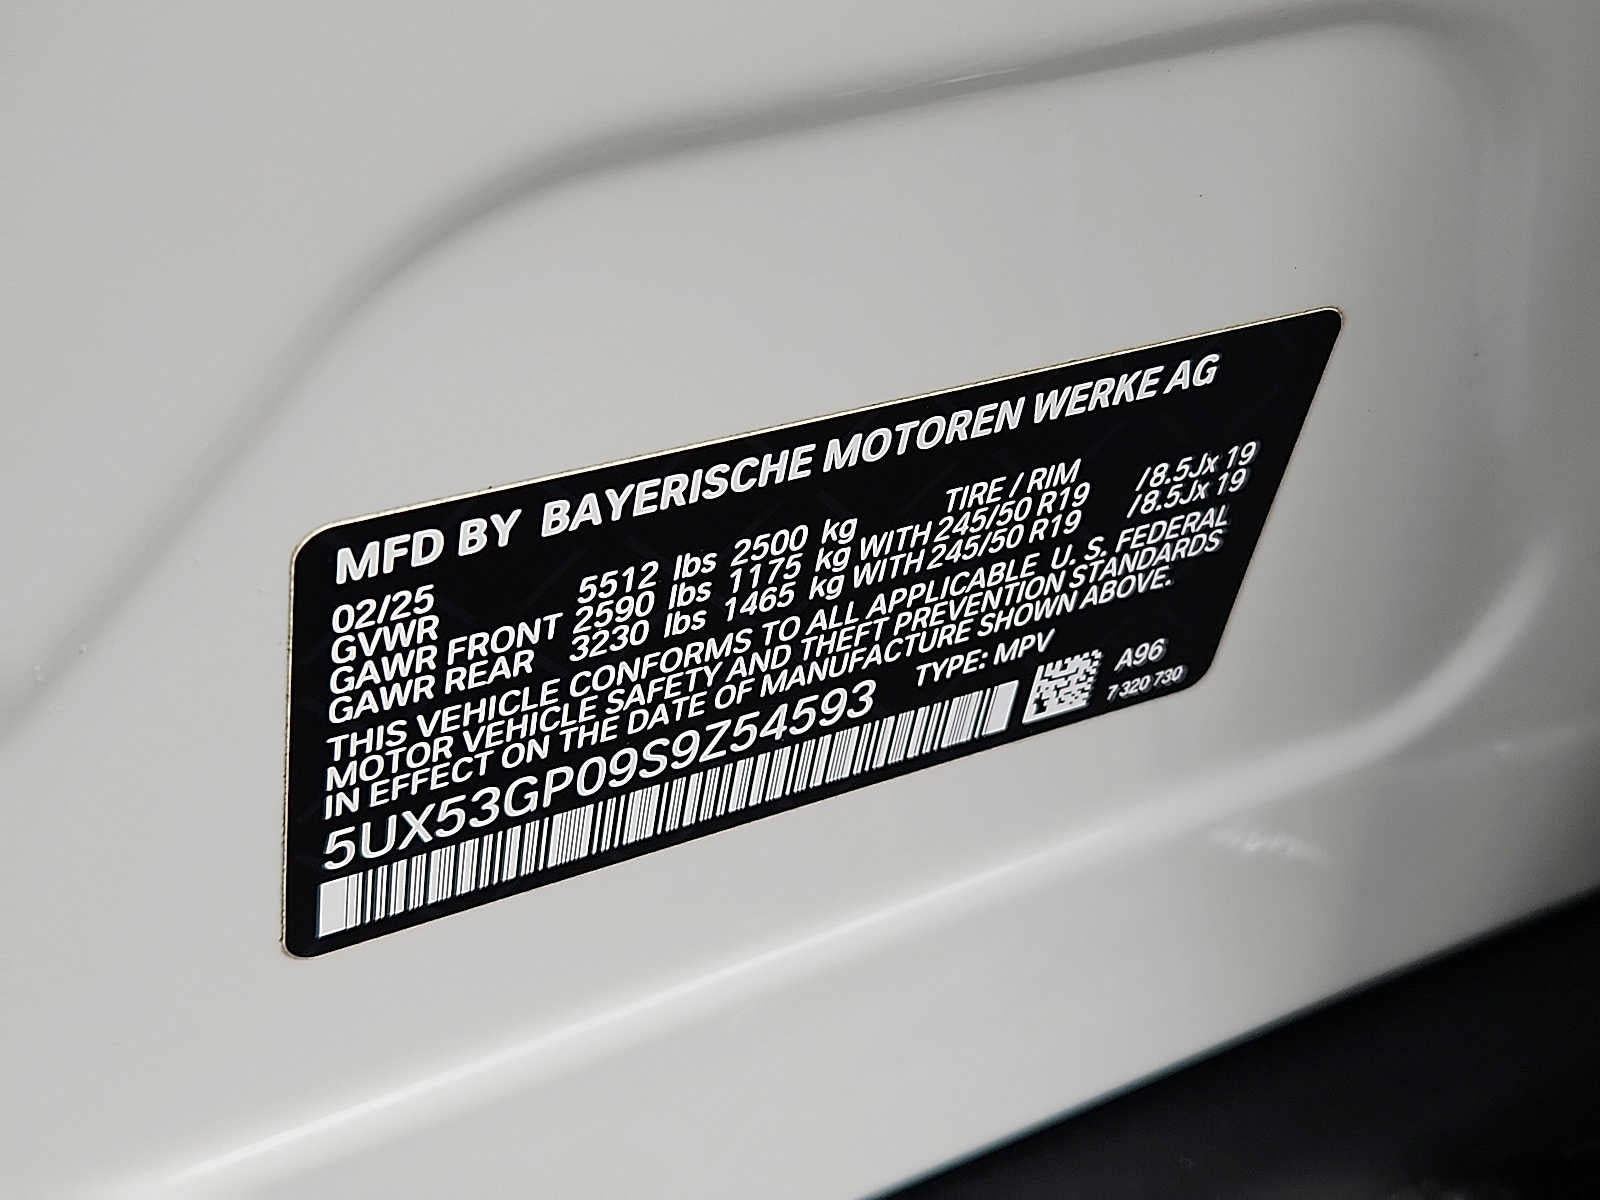 MFD BY BAYERISCHE MOTOREN WERKE AG
02/25 TIRE / RIM
GVWR 5512 lbs 2500 kg
GAWR FRONT 2590 lbs 1175 kg WITH 245/50 R19 /8.5Jx 19
GAWR REAR 3230 lbs 1465 kg WITH 245/50 R19 /8.5Jx 19
THIS VEHICLE CONFORMS TO ALL APPLICABLE U. S. FEDERAL
MOTOR VEHICLE SAFETY AND THEFT PREVENTION STANDARDS
IN EFFECT ON THE DATE OF MANUFACTURE SHOWN ABOVE.
5UX53GP09S9Z54593 TYPE: MPV
A96
7 320 730